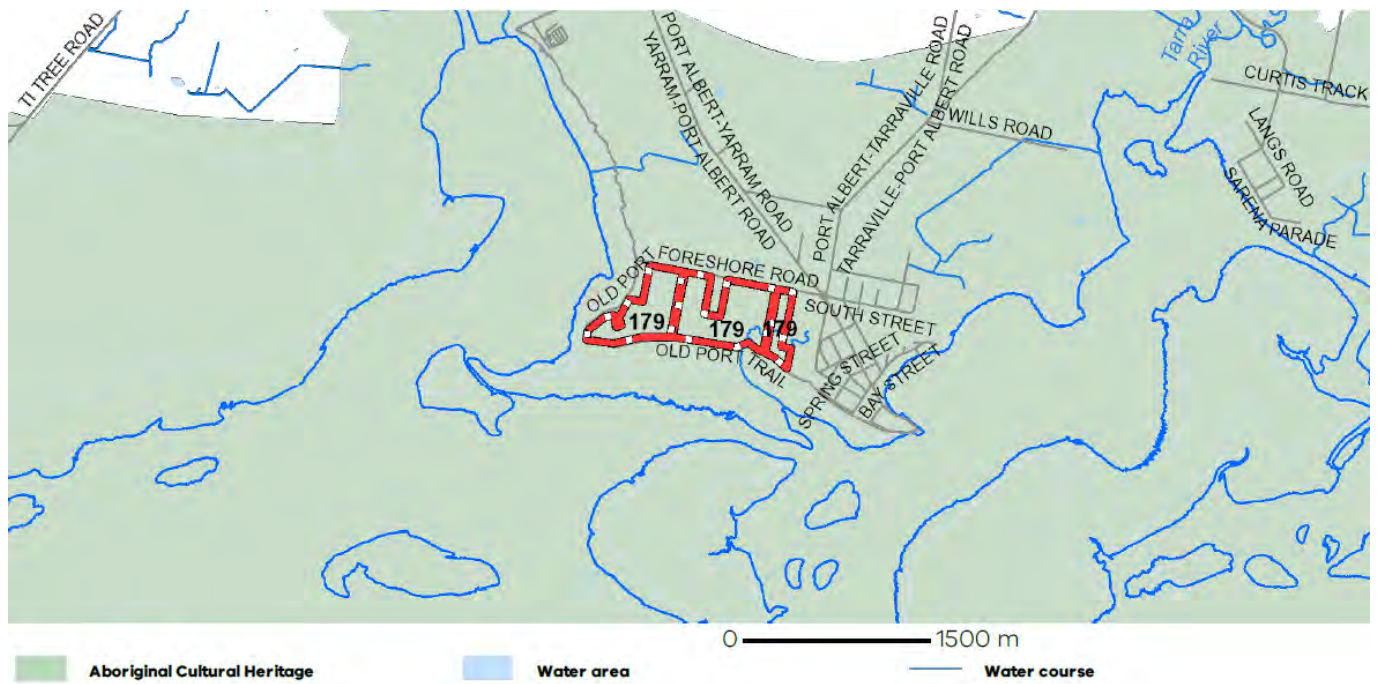 TI TREE ROAD
PORT ALBERT-YARRAM ROAD
YARRAM-PORT ALBERT ROAD
PORT ALBERT-TARRAVILLE ROAD
TARRAVILLE-PORT ALBERT ROAD
Tarra
River
CURTIS TRACK
WILLS ROAD
LANGS ROAD
SARENA PARADE
OLD PORT
FORESHORE ROAD
SOUTH STREET
179
179
179
OLD PORT TRAIL
SPRING STREET
BAY STREET
0 1500 m
Aboriginal Cultural Heritage
Water area
Water course